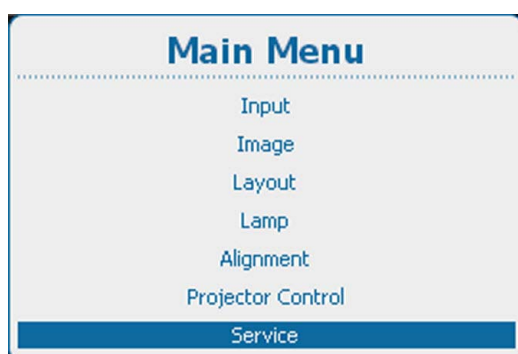 Main Menu
Input
Image
Layout
Lamp
Alignment
Projector Control
Service